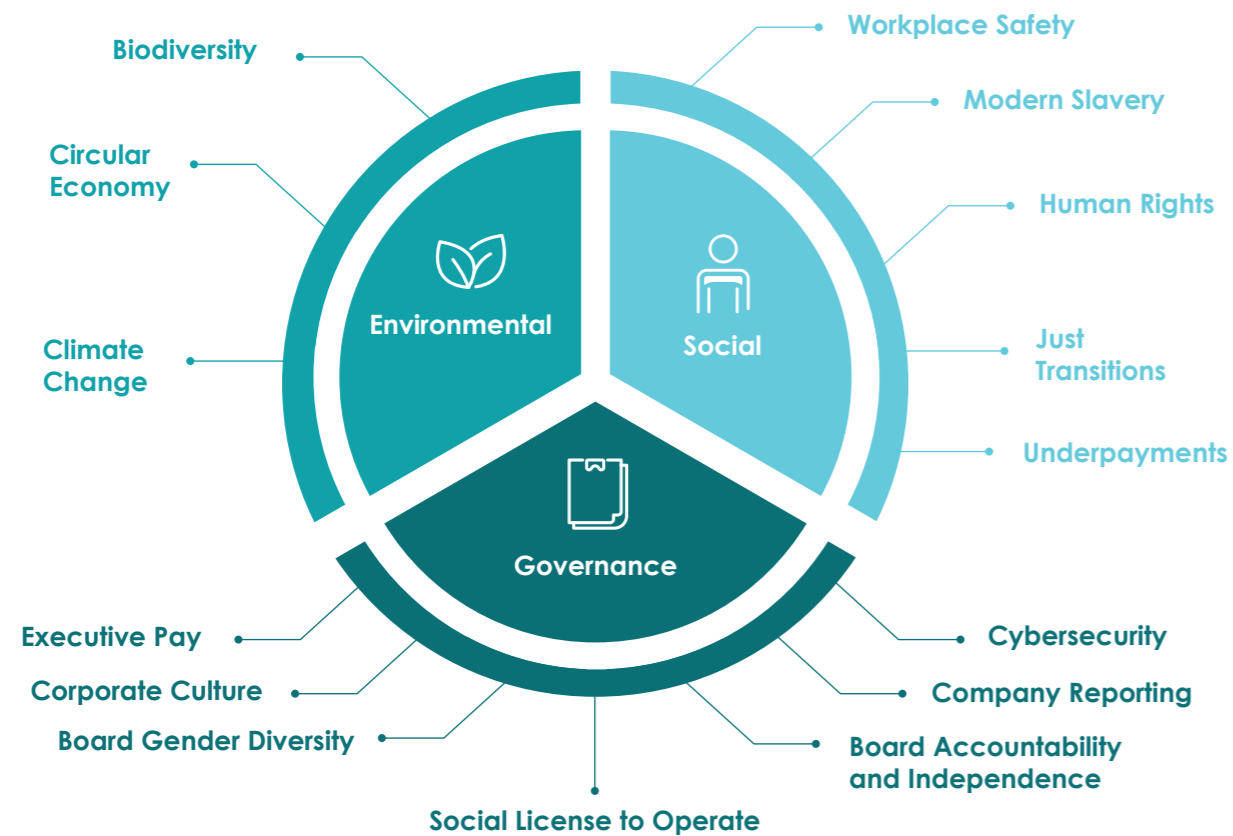 Biodiversity
Circular
Economy
Climate
Change
Environmental
Workplace Safety
Modern Slavery
Human Rights
Just
Transitions
Underpayments
Social
Governance
Executive Pay
Corporate Culture
Board Gender Diversity
Social License to Operate
Cybersecurity
Company Reporting
Board Accountability
and Independence